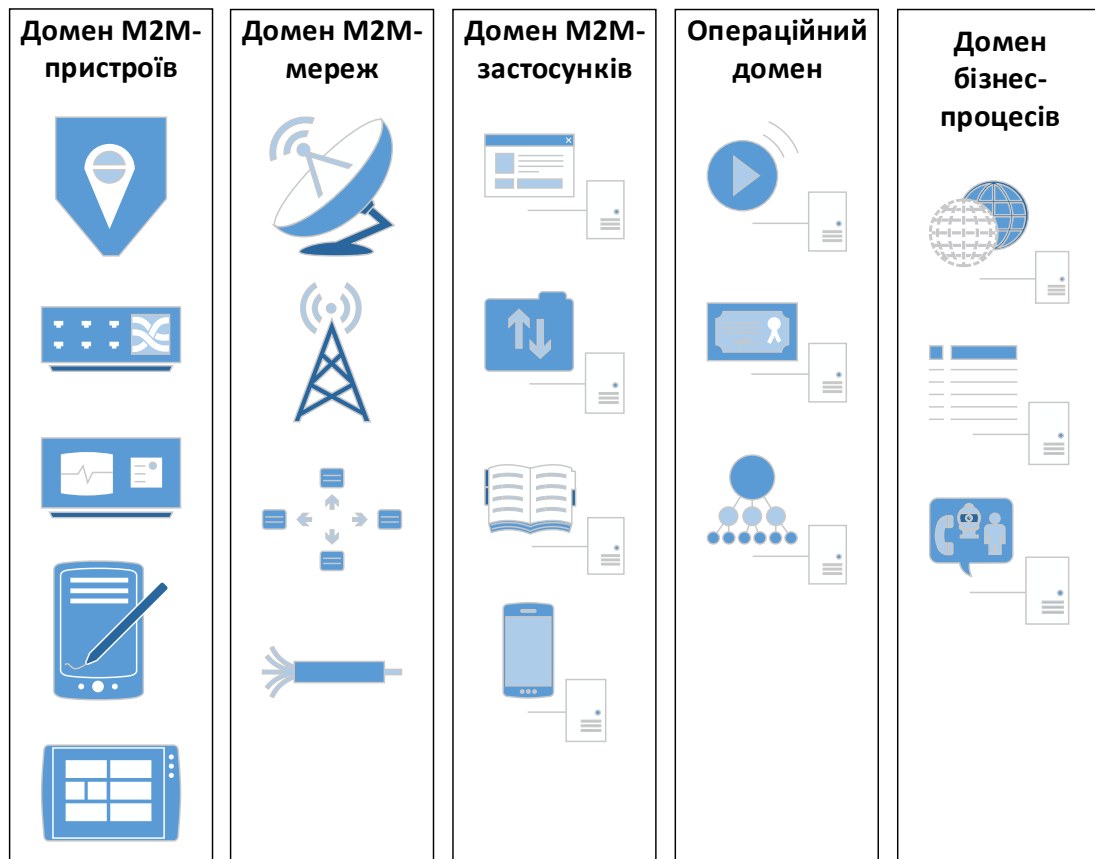 Домен М2М-
пристроїв
Домен М2М-
мереж
Домен М2М-
застосунків
Операційний
домен
Домен
бізнес-
процесів